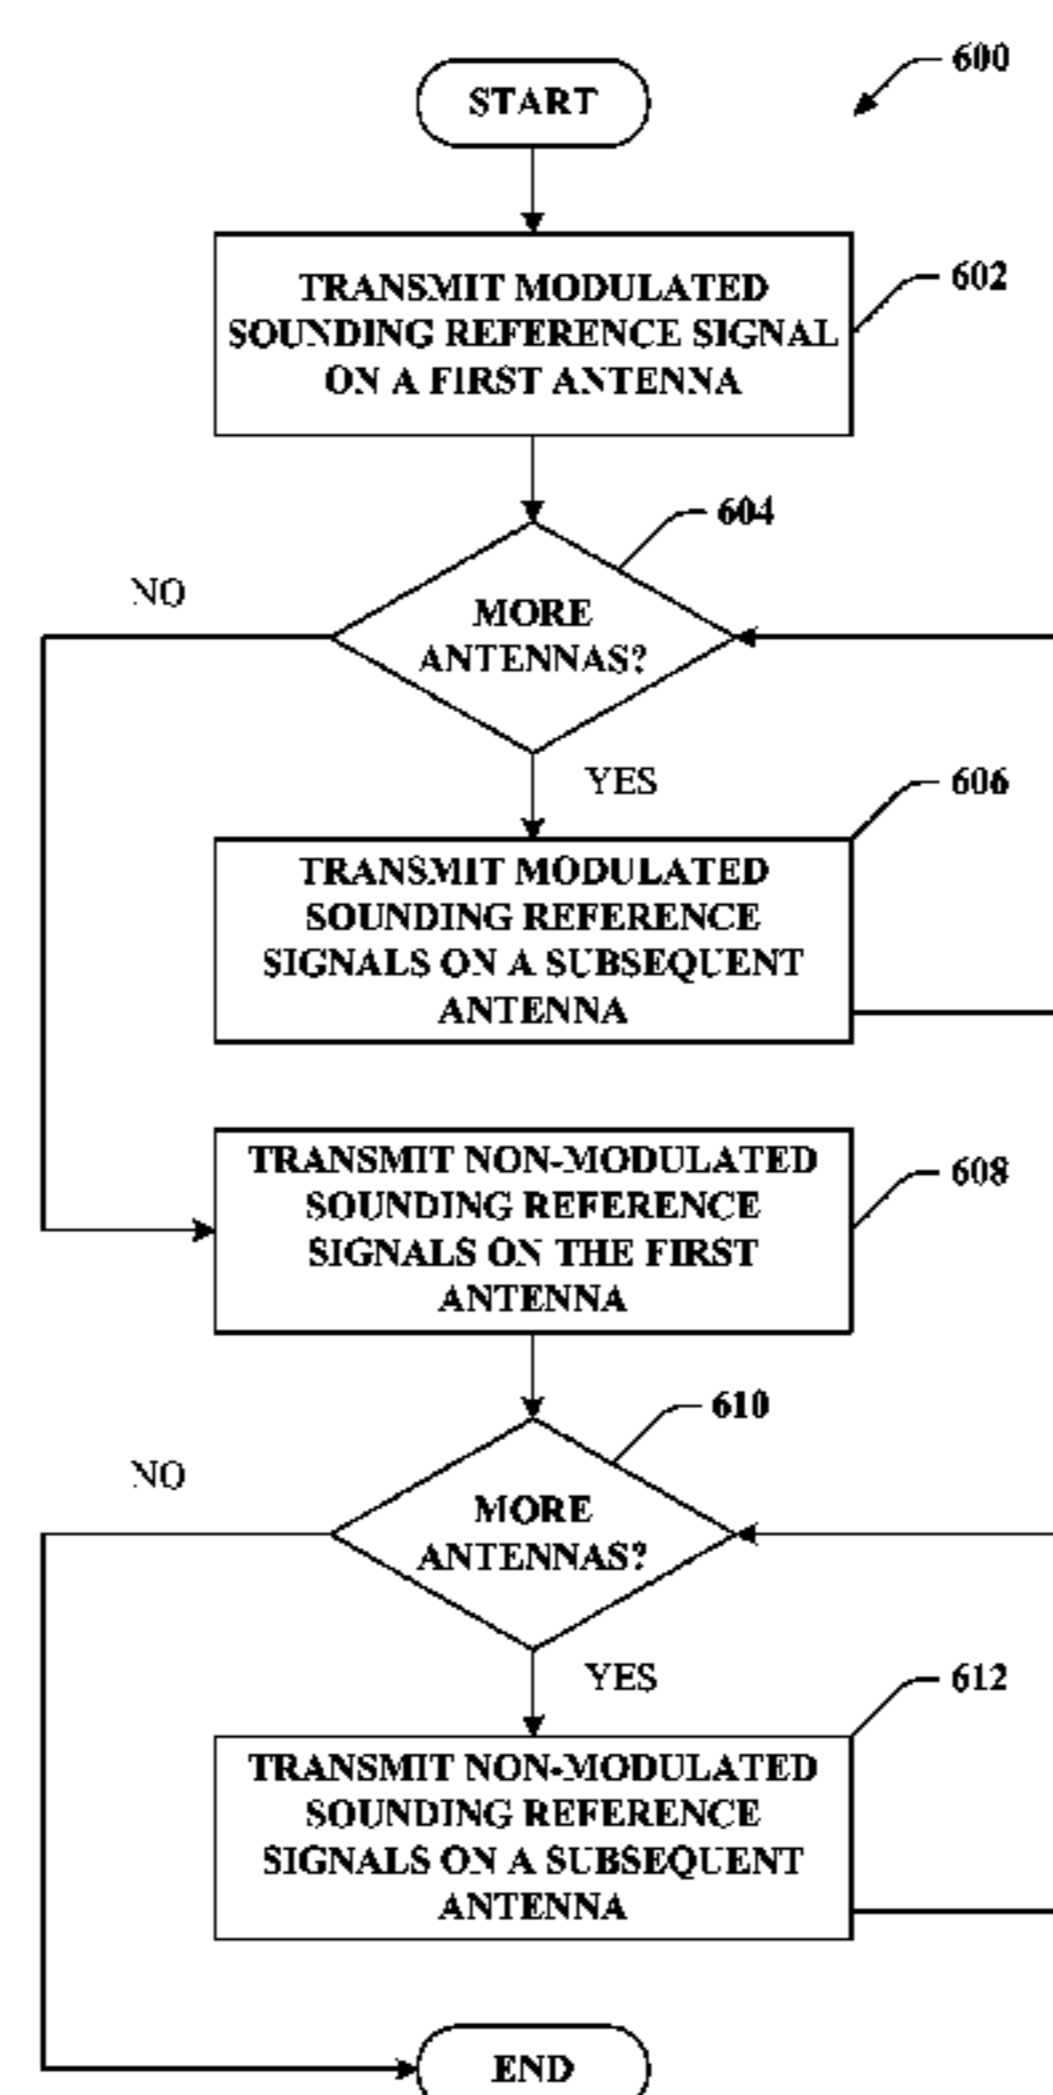 START
600
TRANSMIT MODULATED
SOUNDING REFERENCE SIGNAL
ON A FIRST ANTENNA
602
604
MORE
ANTENNAS?
NO
YES
606
TRANSMIT MODULATED
SOUNDING REFERENCE
SIGNALS ON A SUBSEQUENT
ANTENNA
TRANSMIT NON-MODULATED
SOUNDING REFERENCE
SIGNALS ON THE FIRST
ANTENNA
608
610
MORE
ANTENNAS?
NO
YES
612
TRANSMIT NON-MODULATED
SOUNDING REFERENCE
SIGNALS ON A SUBSEQUENT
ANTENNA
END